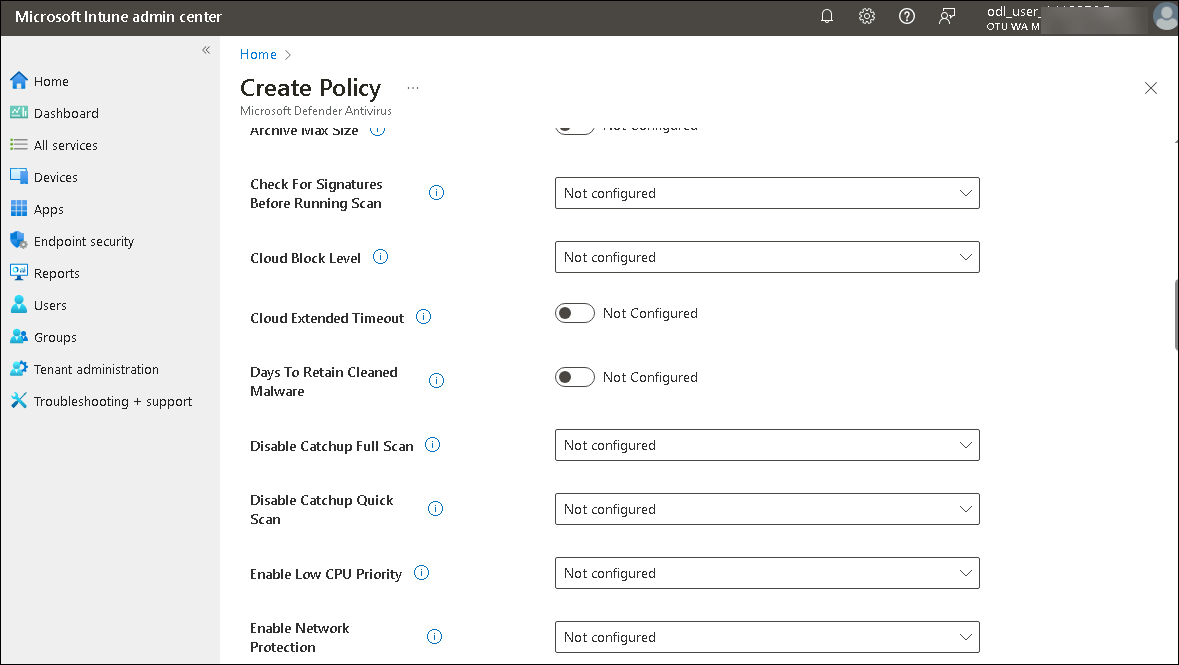 Microsoft Intune admin center
odl_user_
OTU WA M
«
Home
Dashboard
All services
Devices
Apps
Endpoint security
Reports
Users
Groups
Tenant administration
Troubleshooting + support
Home >
Create Policy ...
Microsoft Defender Antivirus
Archive Max Size
Not Configured
Check For Signatures
Before Running Scan
Not configured
Cloud Block Level
Not configured
Cloud Extended Timeout
Not Configured
Days To Retain Cleaned
Malware
Not Configured
Disable Catchup Full Scan
Not configured
Disable Catchup Quick
Scan
Not configured
Enable Low CPU Priority
Not configured
Enable Network
Protection
Not configured